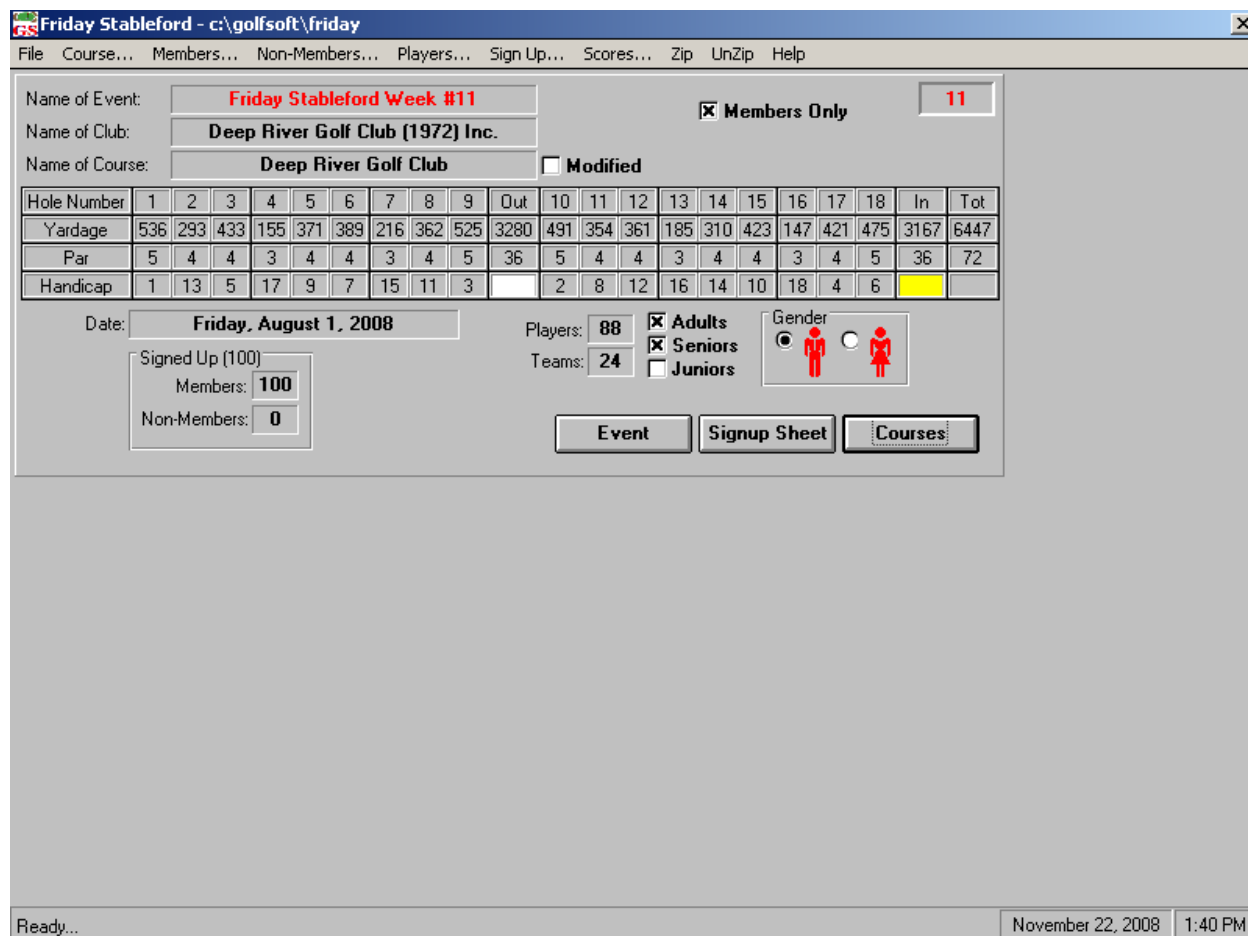 GS Friday Stableford - c:\golfsoft\friday
File Course... Members... Non-Members... Players... Sign Up... Scores... Zip UnZip Help
Name of Event: Friday Stableford Week #11 Members Only 11
Name of Club: Deep River Golf Club (1972) Inc.
Name of Course: Deep River Golf Club Modified
Hole Number 1 2 3 4 5 6 7 8 9 Out 10 11 12 13 14 15 16 17 18 In Tot
Yardage 536 293 433 155 371 389 216 362 525 3280 491 354 361 185 310 423 147 421 475 3167 6447
Par 5 4 4 3 4 4 3 4 5 36 5 4 4 3 4 4 3 4 5 36 72
Handicap 1 13 5 17 9 7 15 11 3 2 8 12 16 14 10 18 4 6
Date: Friday, August 1, 2008 Players: 88 Adults Gender
Signed Up (100) Teams: 24 Seniors
Members: 100 Juniors
Non-Members: 0
Event Signup Sheet Courses
Ready... November 22, 2008 1:40 PM